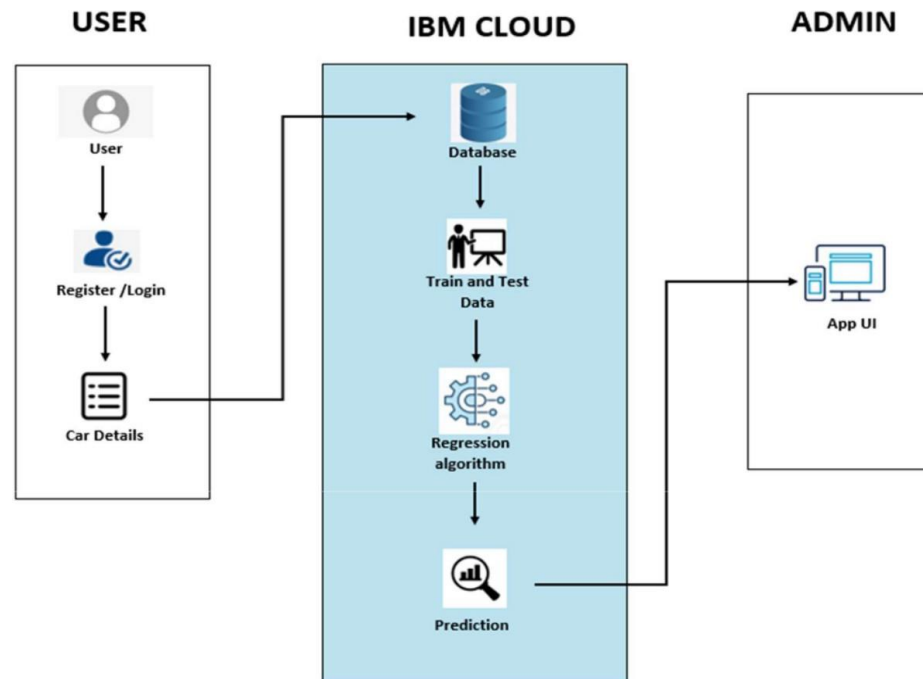 USER
IBM CLOUD
ADMIN
User
Register /Login
Car Details
Database
Train and Test
Data
Regression
algorithm
Prediction
App UI